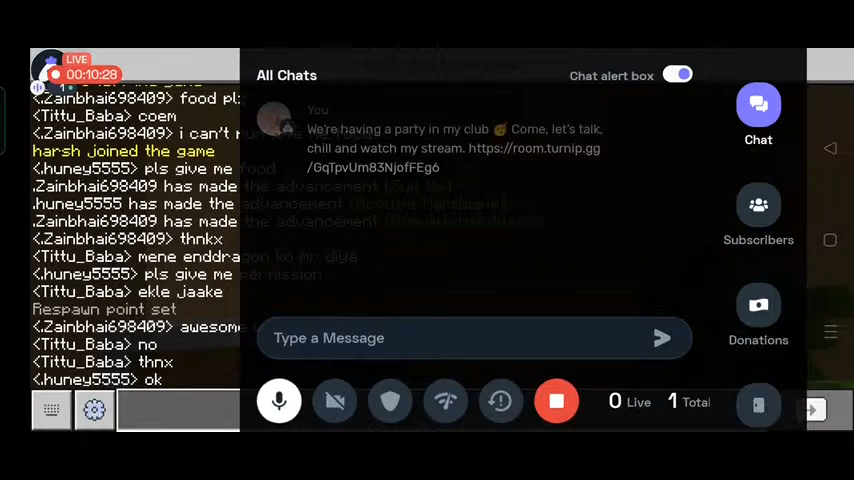 LIVE
00:10:28
<.Zainbhai698409> food pls
<Tittu_Baba> coem
<.Zainbhai698409> i can't run
harsh joined the game
<.huney5555> pls give me food
.Zainbhai698409 has made the advancement
.huney5555 has made the advancement
.Zainbhai698409 has made the advancement
<.Zainbhai698409> thnkx
<Tittu_Baba> mene enddragon ko mr diya
<.huney5555> pls give me permission
<Tittu_Baba> ekle jaake
Respawn point set
<.Zainbhai698409> awesome
<Tittu_Baba> no
<Tittu_Baba> thnx
<.huney5555> ok
All Chats
Chat alert box
You
We're having a party in my club 🥳 Come, let's talk,
chill and watch my stream. https://room.turnip.gg
/GqTpvUm83NjofFEg6
Type a Message
0 Live
1 Total
Chat
Subscribers
Donations